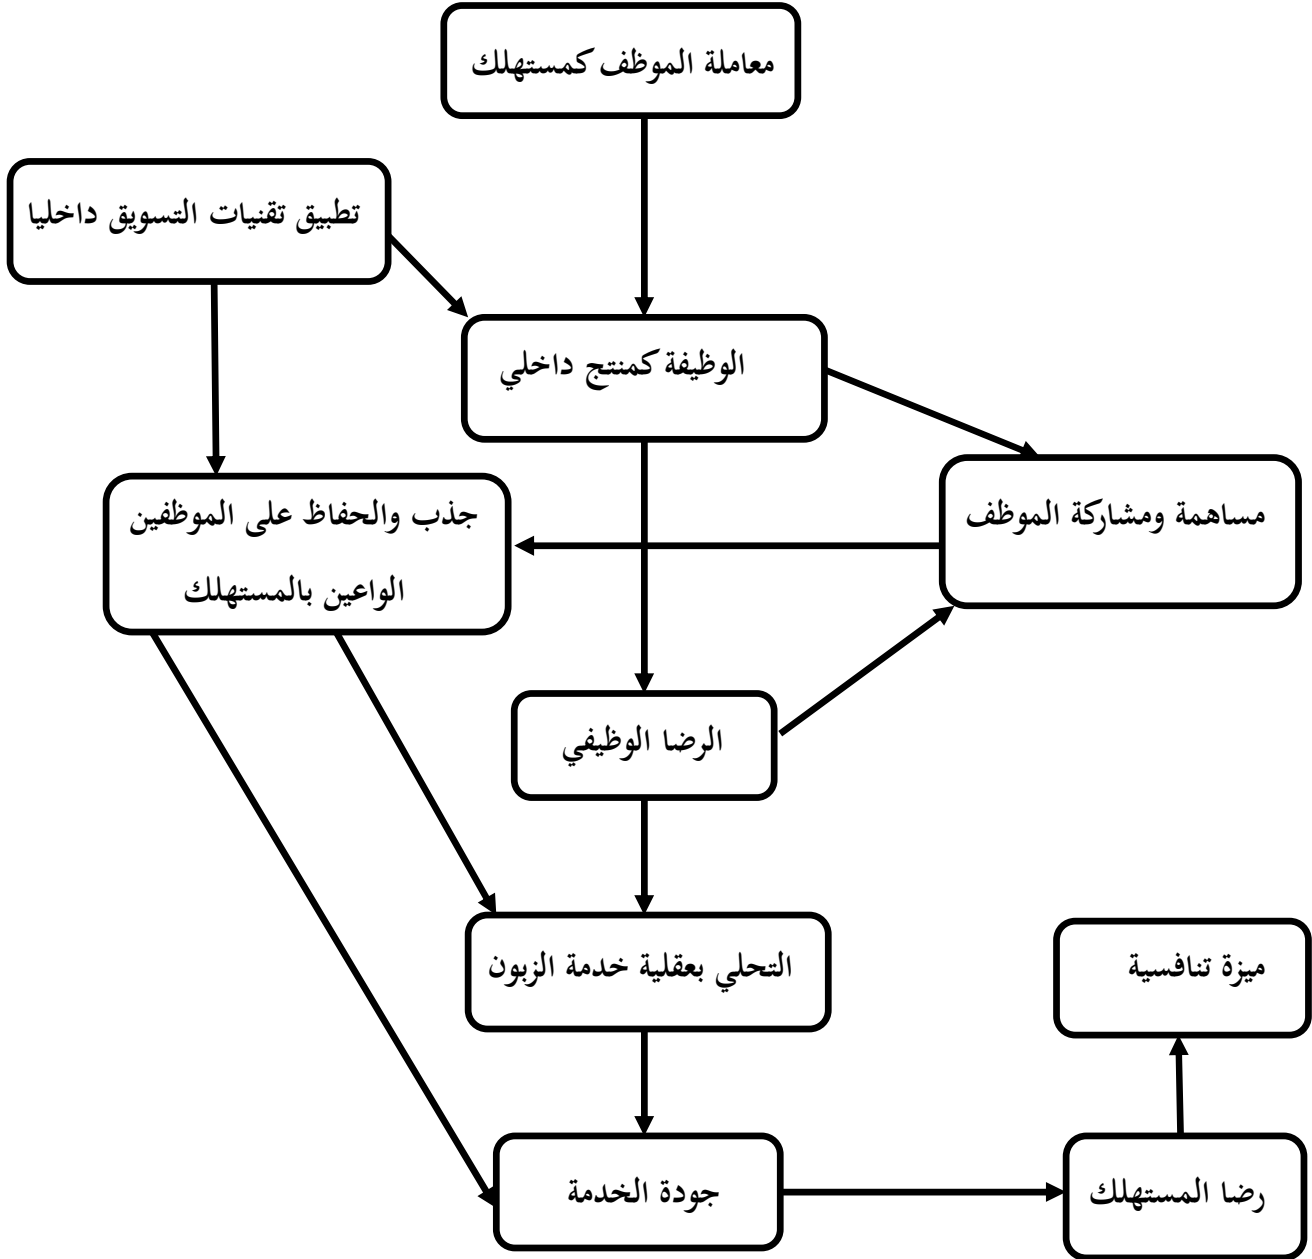 معاملة الموظف كمستهلك
تطبيق تقنيات التسويق داخليا
الوظيفة كمنتج داخلي
مساهمة ومشاركة الموظف
جذب والحفاظ على الموظفين
الواعين بالمستهلك
الرضا الوظيفي
التحلي بعقلية خدمة الزبون
ميزة تنافسية
جودة الخدمة
رضا المستهلك